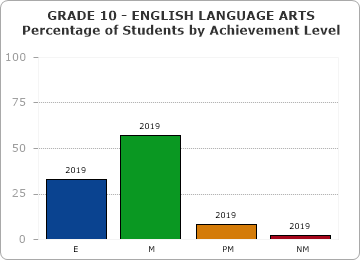 GRADE 10 - ENGLISH LANGUAGE ARTS
Percentage of Students by Achievement Level
100
75
50
25
0
2019
2019
2019
2019
E
M
PM
NM